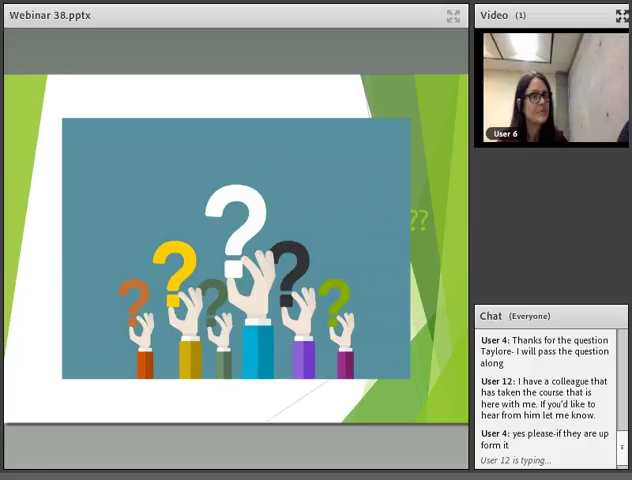 Webinar 38.pptx
Video (1)
User 6
??
? ? ? ? ? ?
Chat (Everyone)
User 4: Thanks for the question
Taylore- I will pass the question
along
User 12: I have a colleague that
has taken the course that is
here with me. If you'd like to
hear from him let me know.
User 4: yes please-if they are up
form it
User 12 is typing...